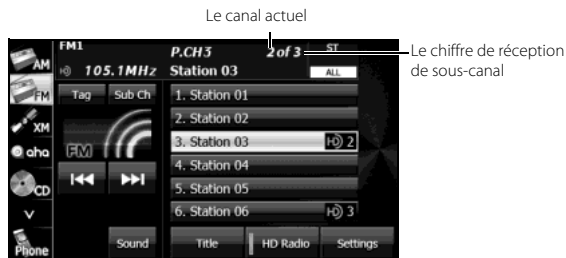 Le canal actuel
FM1
P.CH3 2 of 3 ST
AM
105.1MHz Station 03 ALL
Le chiffre de réception
de sous-canal
FM
Tag Sub Ch 1. Station 01
XM
2. Station 02
FM
3. Station 03 HD 2
aha
4. Station 04
CD
5. Station 05
6. Station 06 HD 3
Phone
Sound Title HD Radio Settings